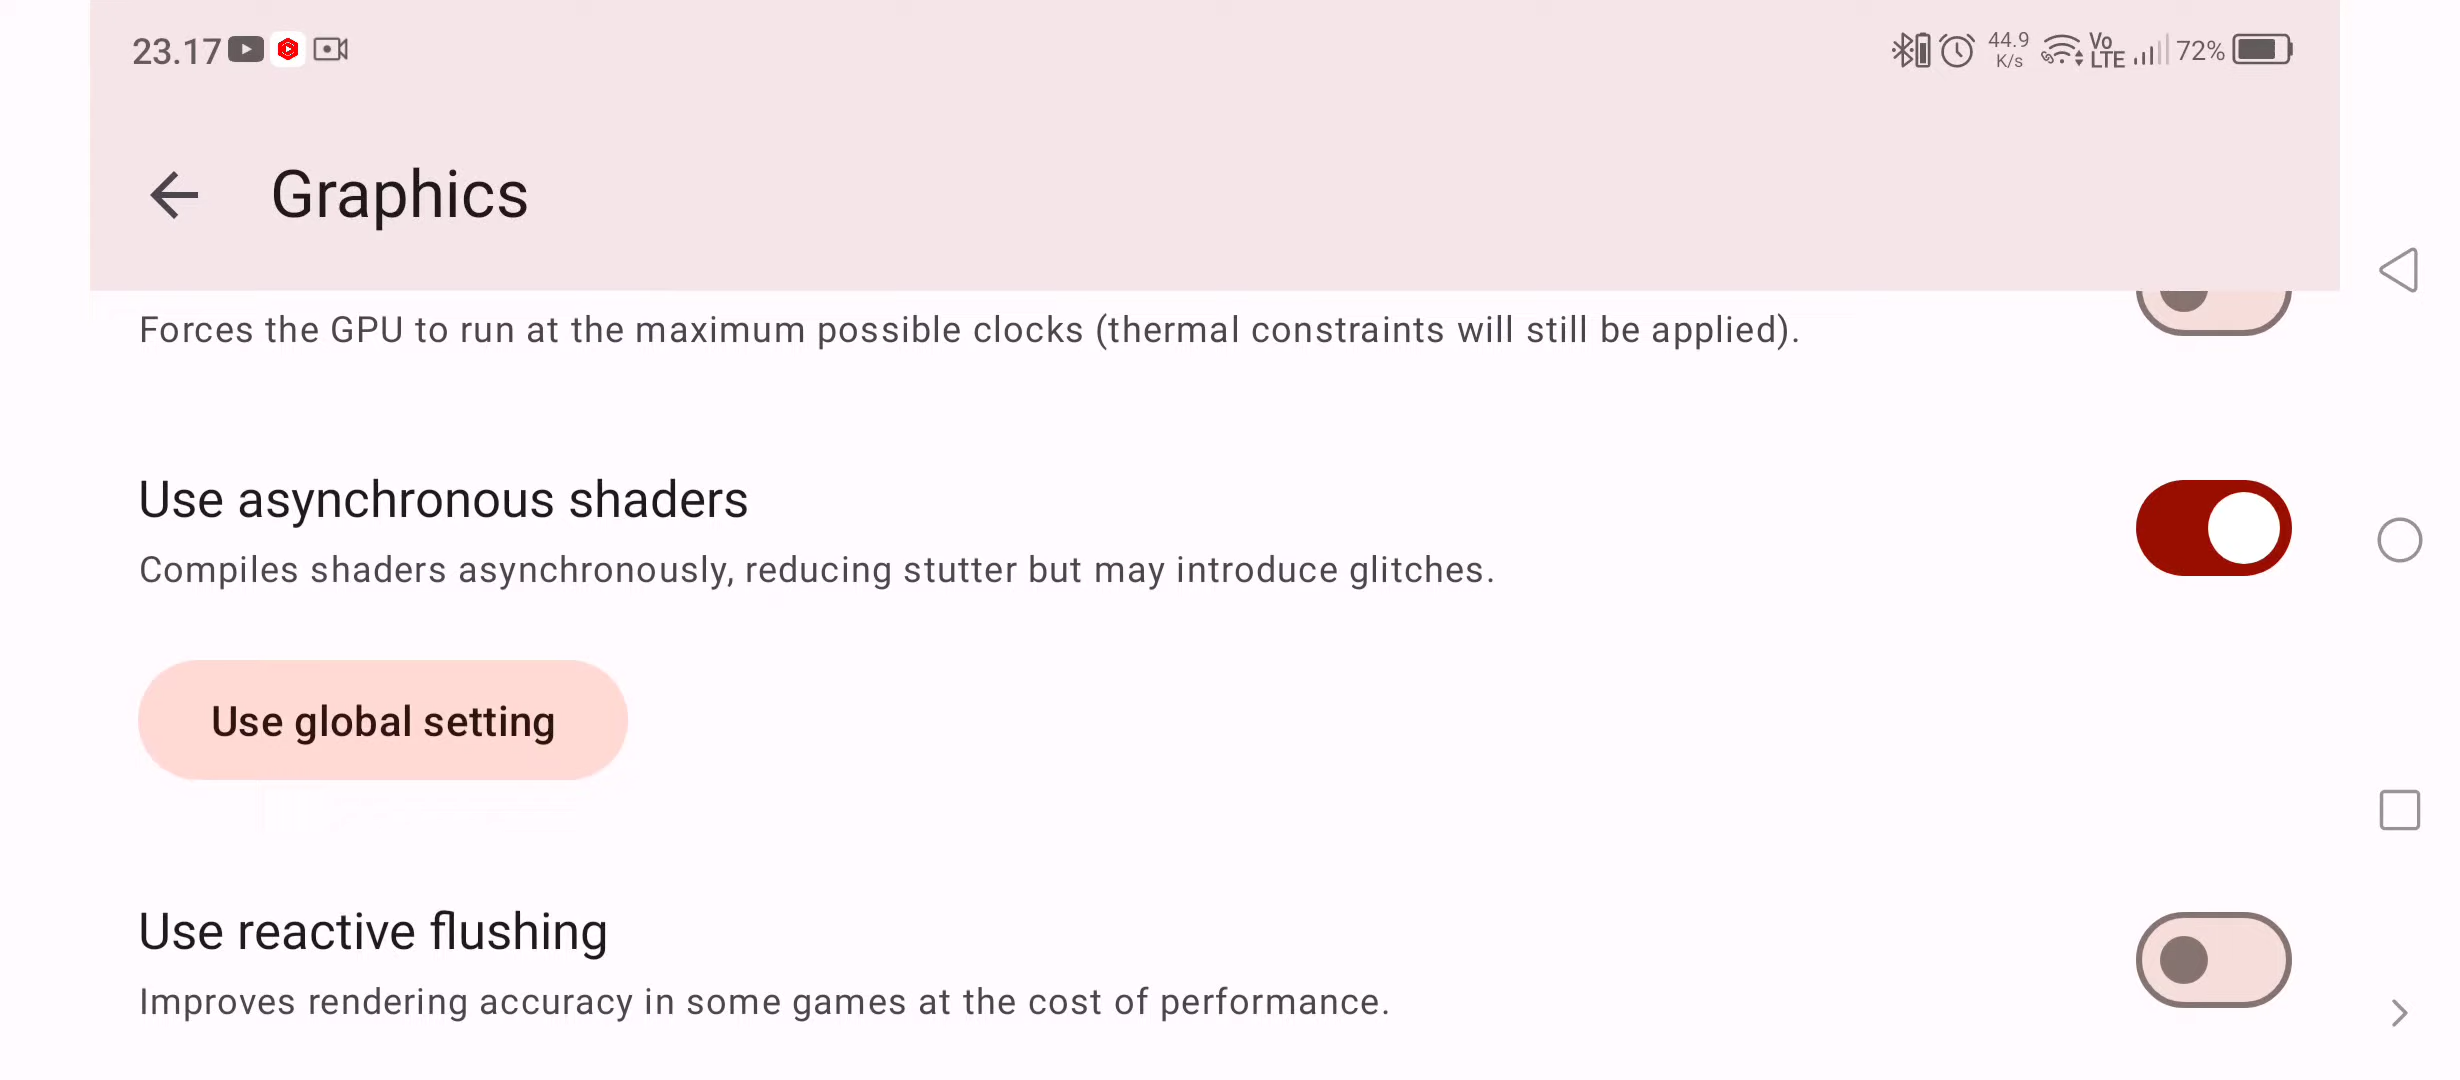 23.17
44.9 K/s
Vo LTE
72%
Graphics
Forces the GPU to run at the maximum possible clocks (thermal constraints will still be applied).
Use asynchronous shaders
Compiles shaders asynchronously, reducing stutter but may introduce glitches.
Use global setting
Use reactive flushing
Improves rendering accuracy in some games at the cost of performance.